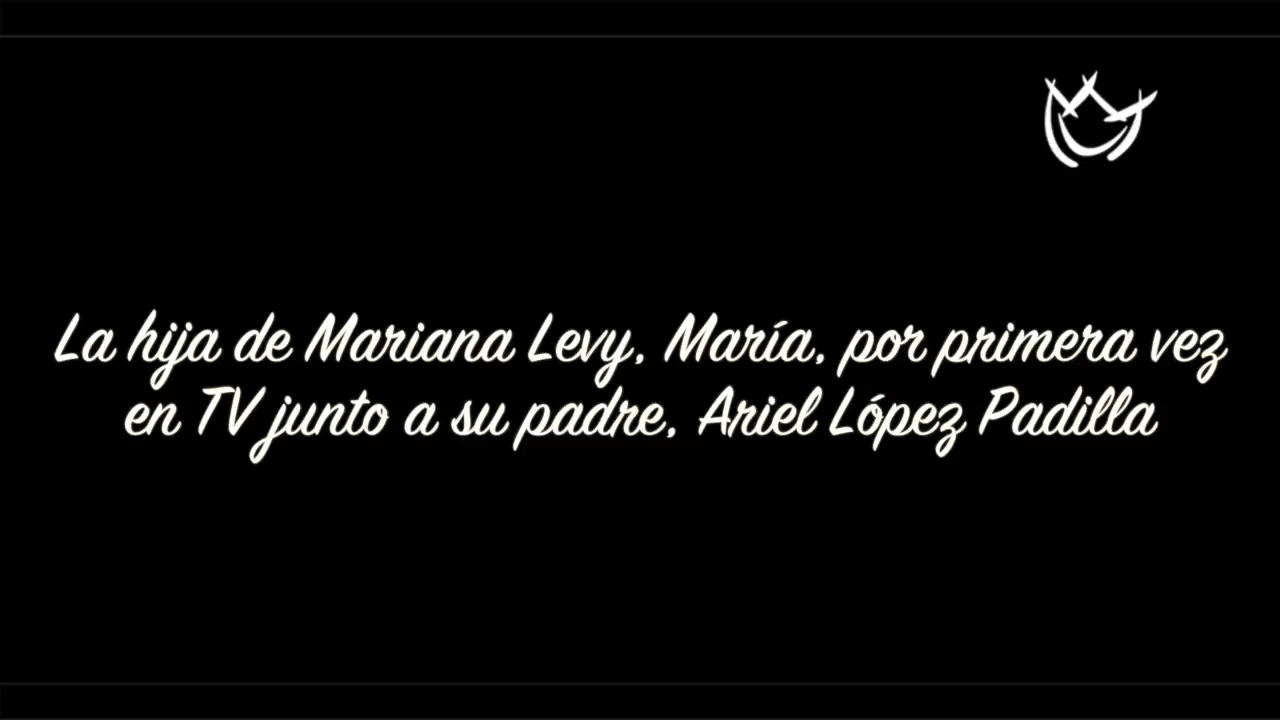 La hija de Mariana Levy, María, por primera vez
en TV junto a su padre, Ariel López Padilla